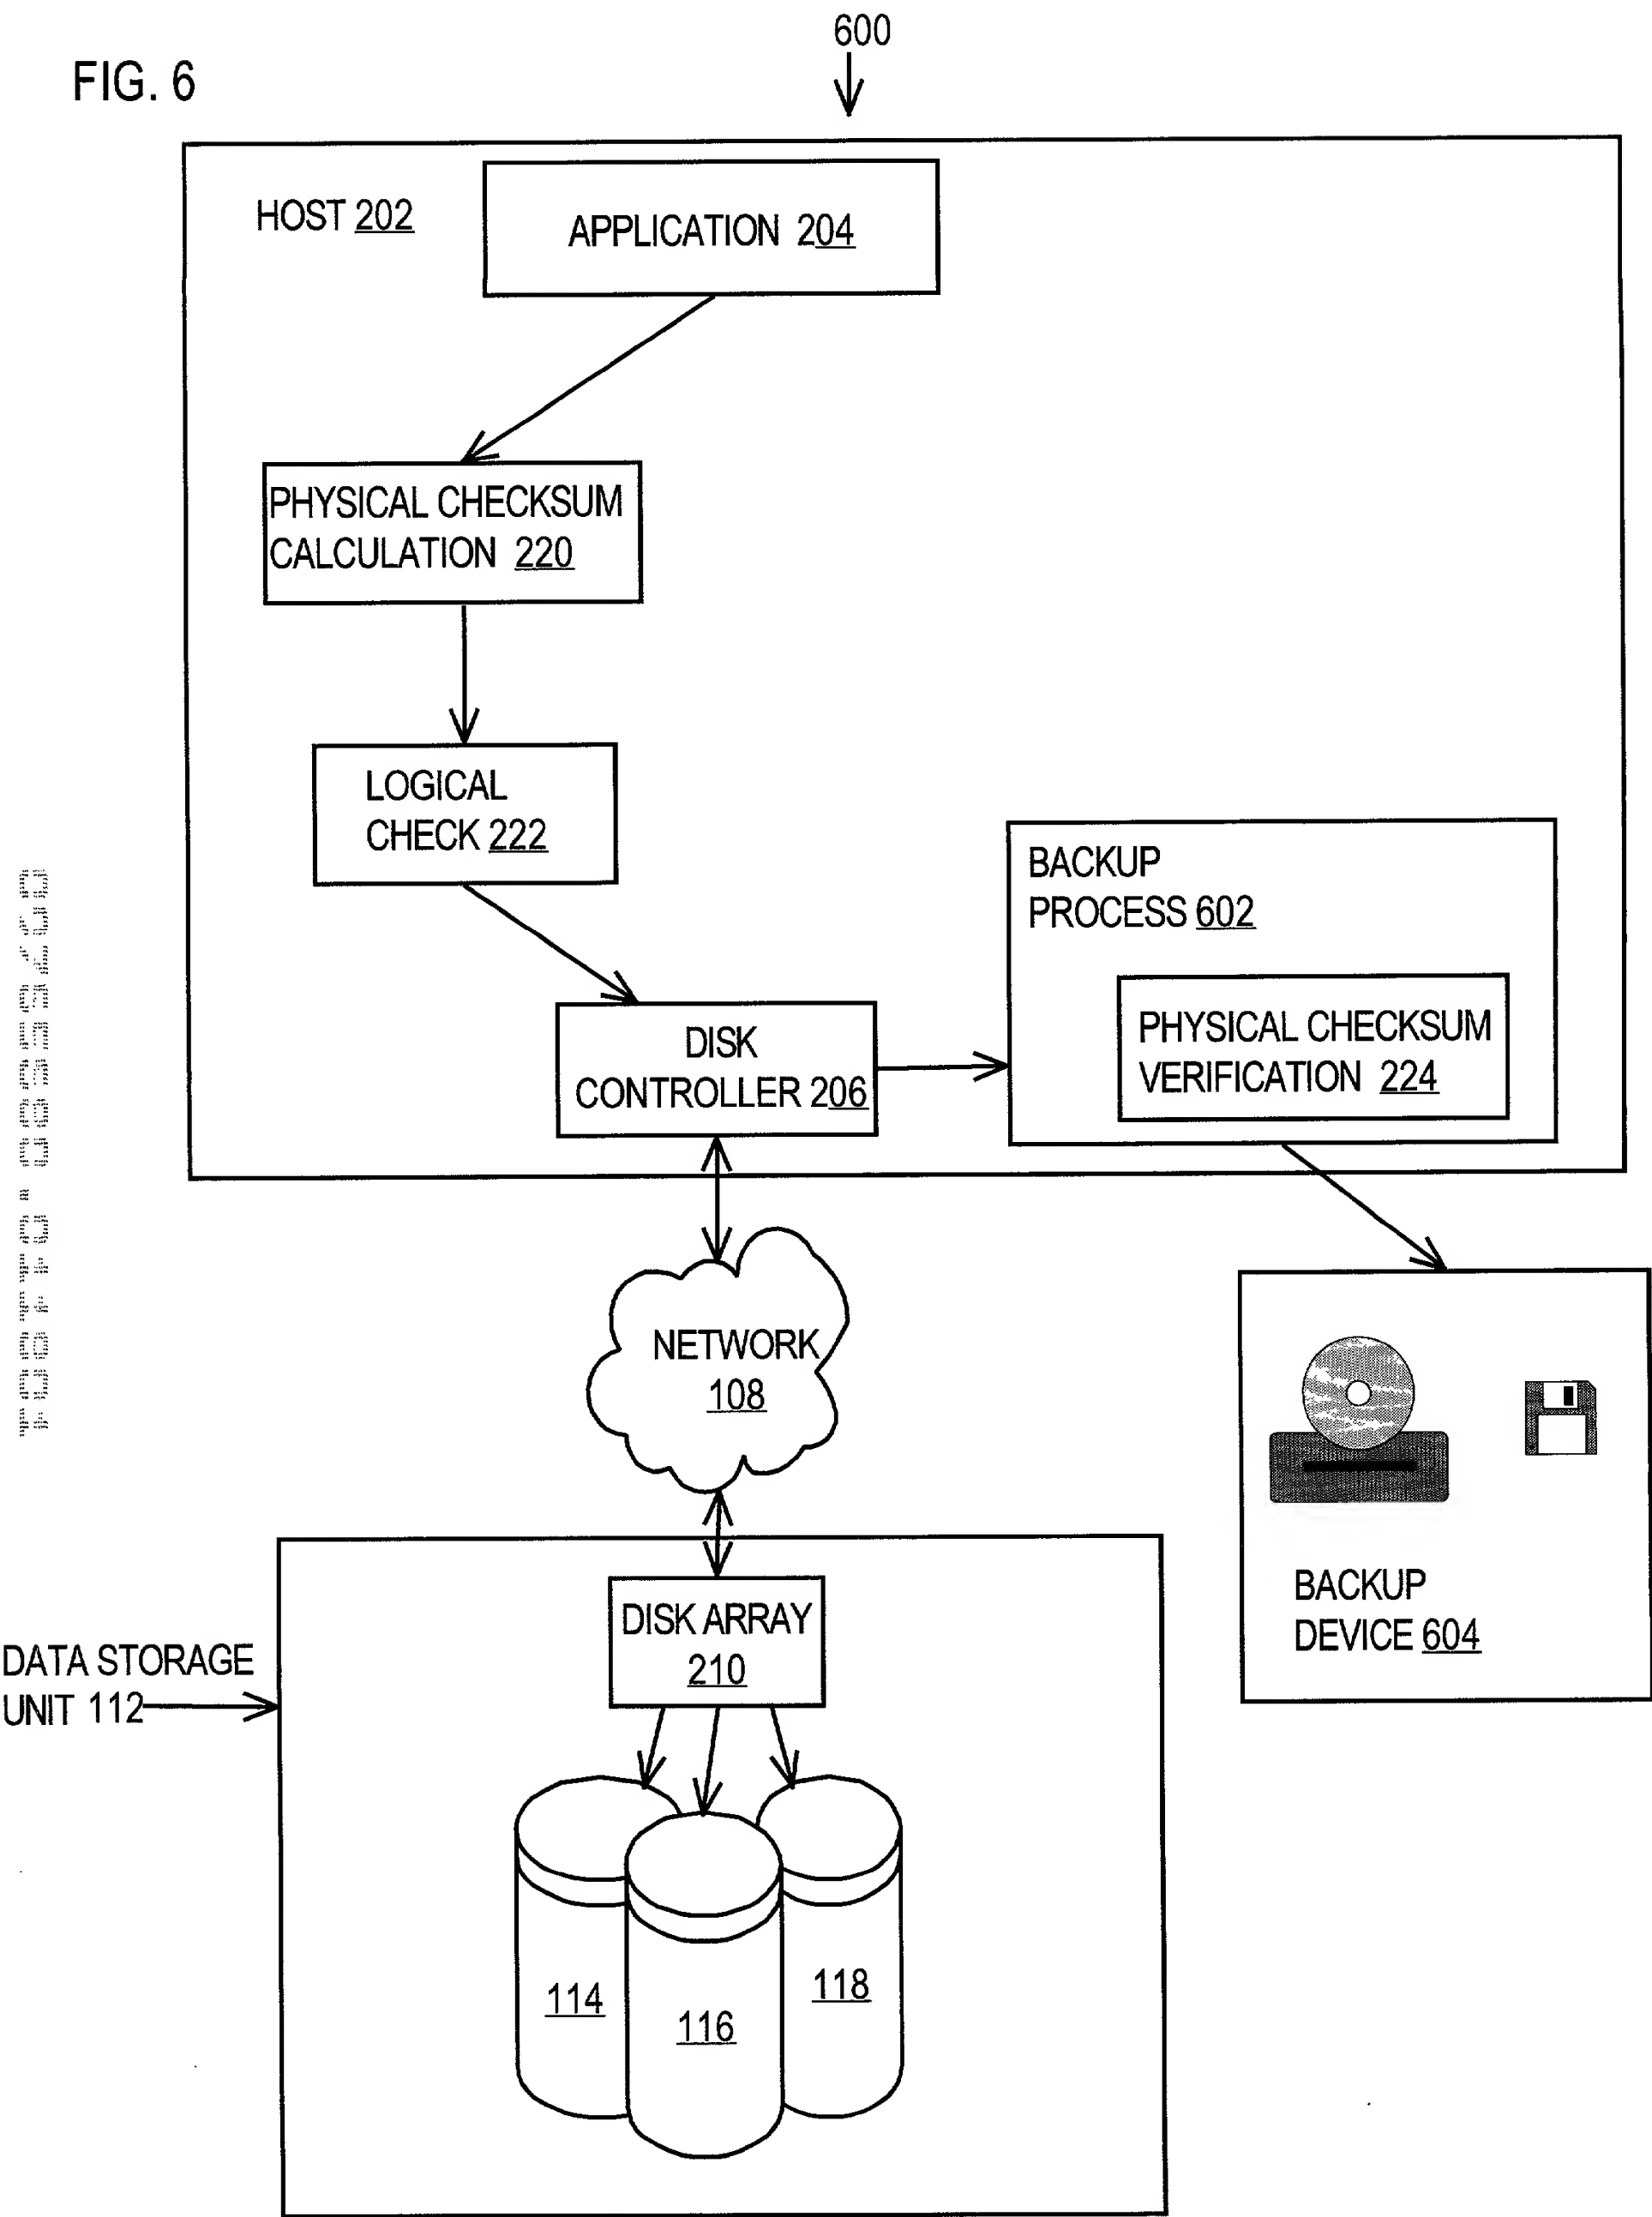 600
FIG. 6
HOST 202
APPLICATION 204
PHYSICAL CHECKSUM
CALCULATION 220
LOGICAL
CHECK 222
BACKUP
PROCESS 602
PHYSICAL CHECKSUM
VERIFICATION 224
DISK
CONTROLLER 206
NETWORK
108
BACKUP
DEVICE 604
DISK ARRAY
210
DATA STORAGE
UNIT 112
114
116
118